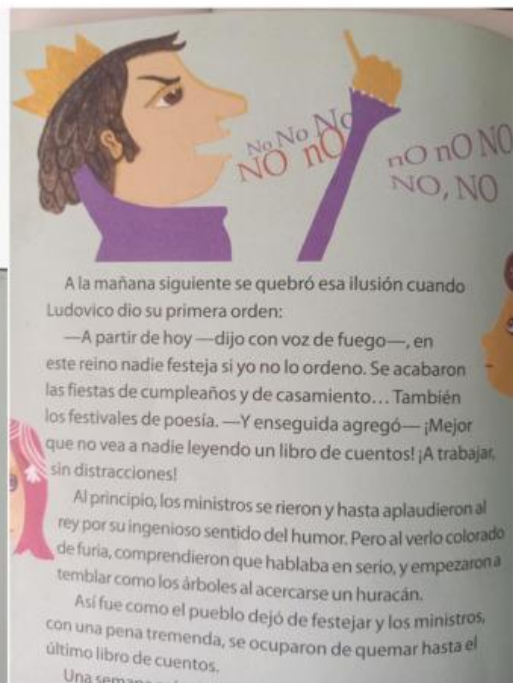 No No No
NO nO
nO nO NO
NO, NO
A la mañana siguiente se quebró esa ilusión cuando
Ludovico dio su primera orden:
—A partir de hoy —dijo con voz de fuego—, en
este reino nadie festeja si yo no lo ordeno. Se acabaron
las fiestas de cumpleaños y de casamiento... También
los festivales de poesía. —Y enseguida agregó— ¡Mejor
que no vea a nadie leyendo un libro de cuentos! ¡A trabajar,
sin distracciones!
Al principio, los ministros se rieron y hasta aplaudieron al
rey por su ingenioso sentido del humor. Pero al verlo colorado
de furia, comprendieron que hablaba en serio, y empezaron a
temblar como los árboles al acercarse un huracán.
Así fue como el pueblo dejó de festejar y los ministros,
con una pena tremenda, se ocuparon de quemar hasta el
último libro de cuentos.
Una semana